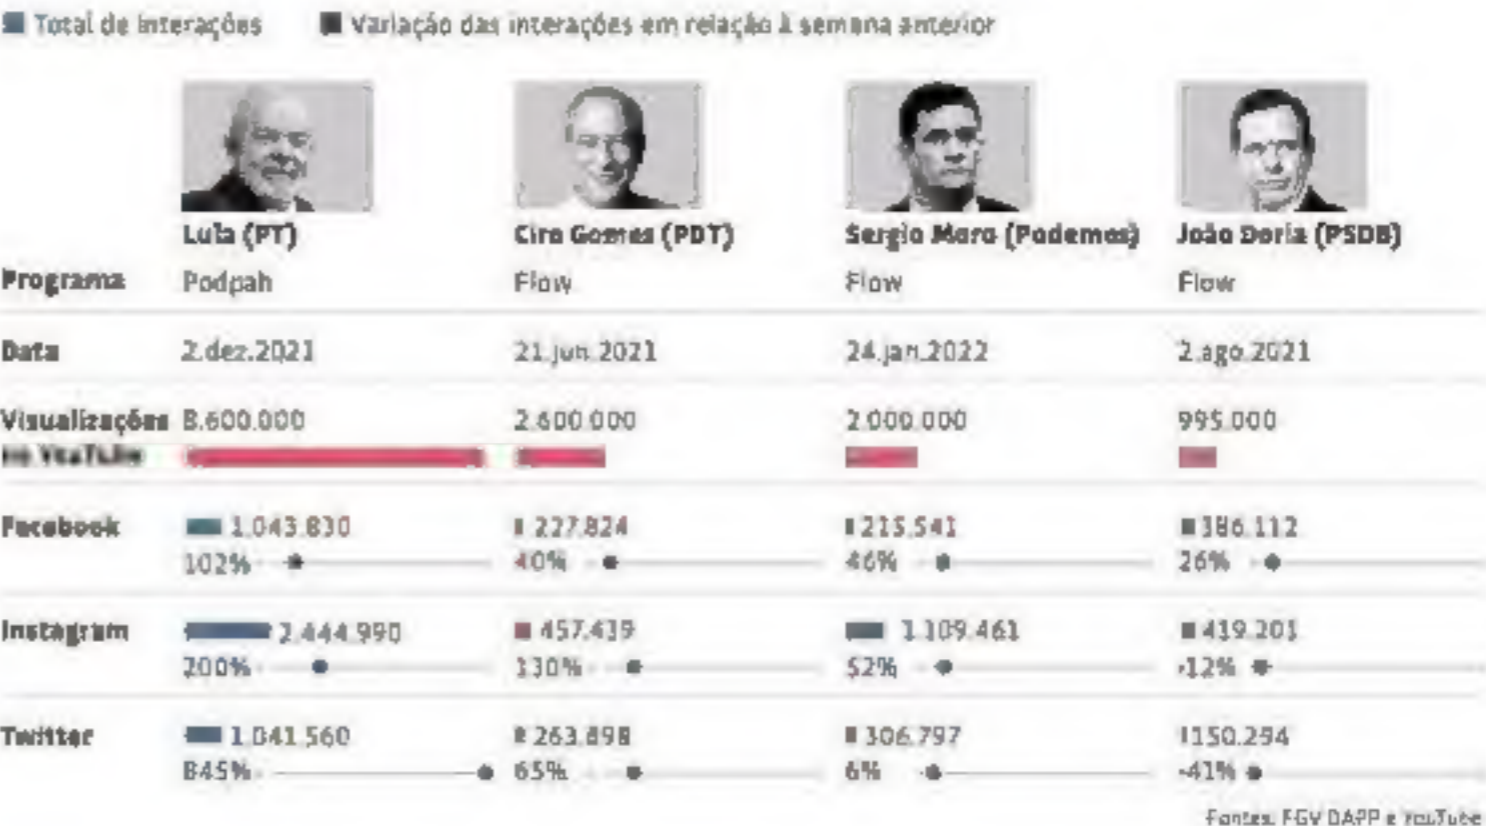 Total de interações Variação das interações em relação à semana anterior
Lula (PT) Ciro Gomes (PDT) Sergio Moro (Podemos) João Doria (PSDB)
Programa Podpah Flow Flow Flow
Data 2.dez.2021 21.jun.2021 24.jan.2022 2.ago.2021
Visualizações 8.600.000 2.600.000 2.000.000 995.000
no YouTube
Facebook 1.043.830 227.824 215.541 386.112
102% 40% 46% 26%
Instagram 2.444.990 457.439 1.109.461 419.201
200% 130% 52% -12%
Twitter 1.041.560 263.898 306.797 150.294
845% 65% 6% -41%
Fontes: FGV DAPP e YouTube